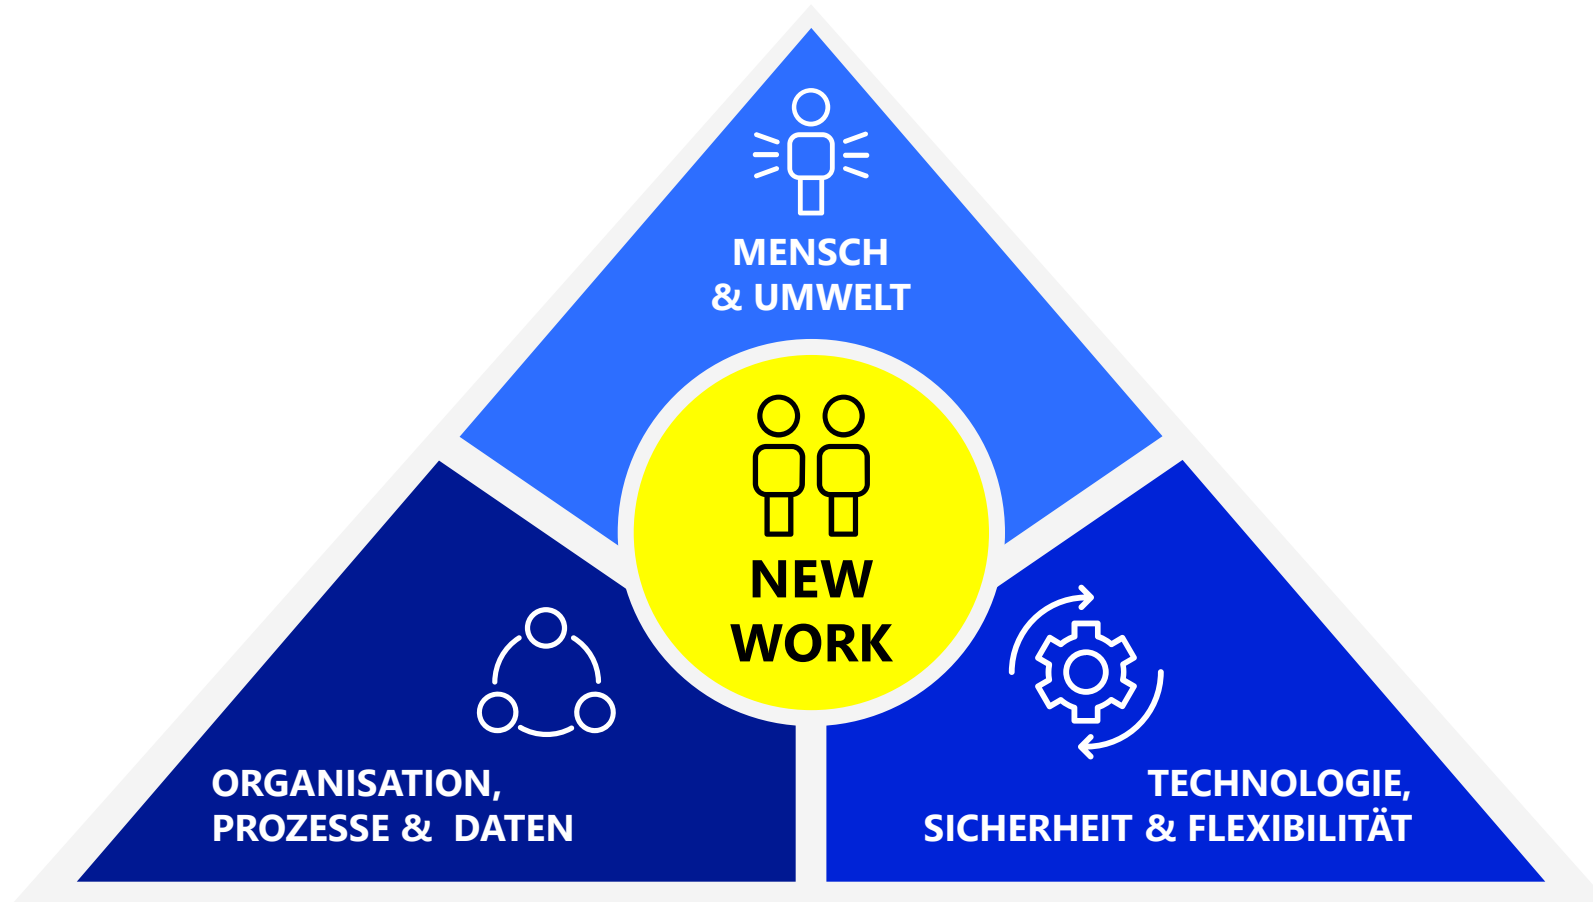 MENSCH
& UMWELT
NEW
WORK
ORGANISATION,
PROZESSE & DATEN
TECHNOLOGIE,
SICHERHEIT & FLEXIBILITÄT